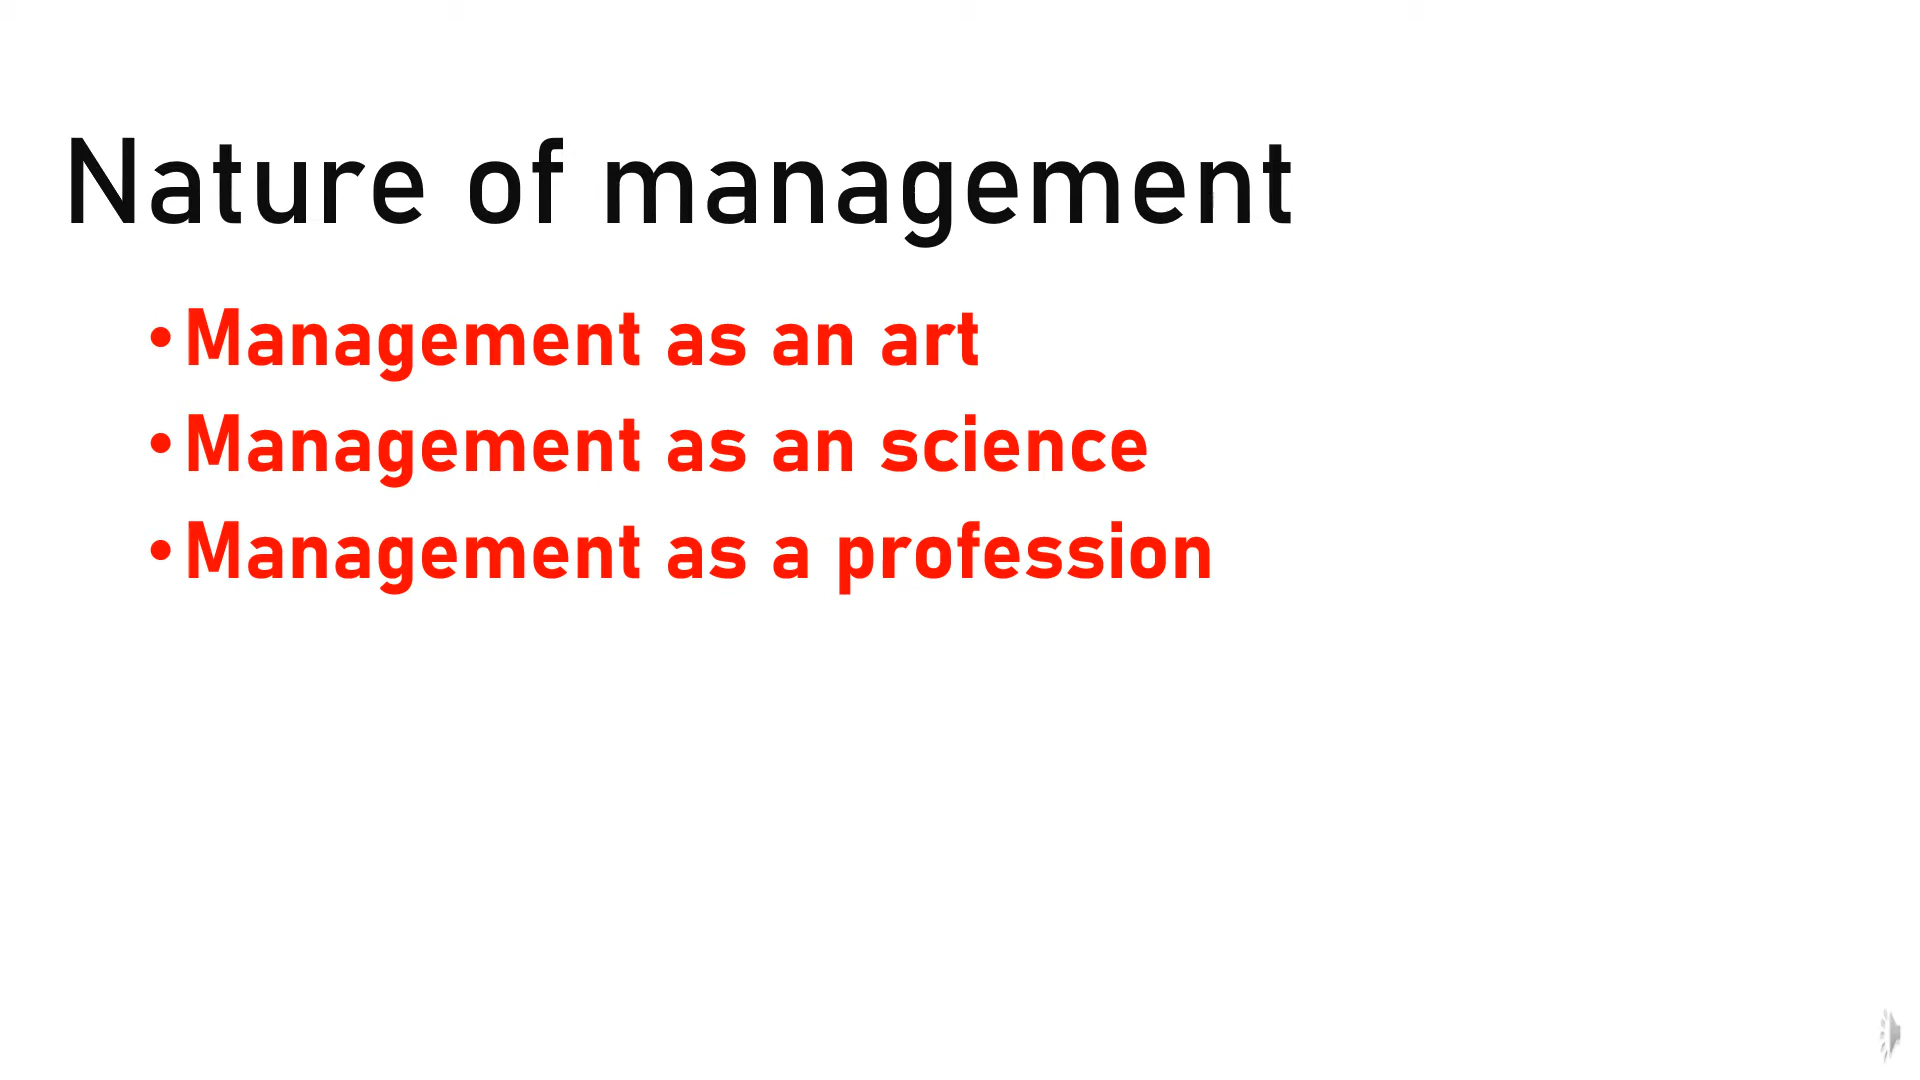 Nature of management
• Management as an art
• Management as an science
• Management as a profession